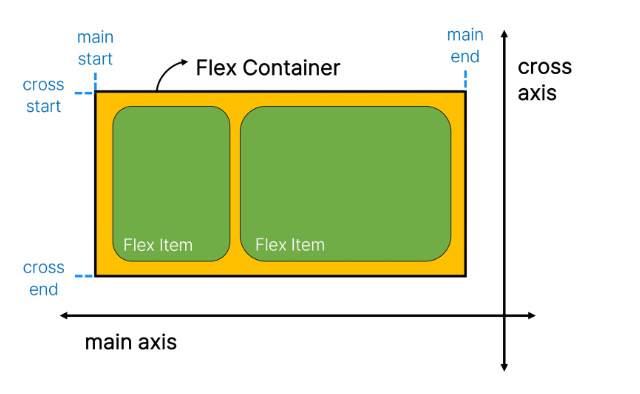 main
start
main
end
Flex Container
cross
axis
cross
start
Flex Item
Flex Item
cross
end
main axis